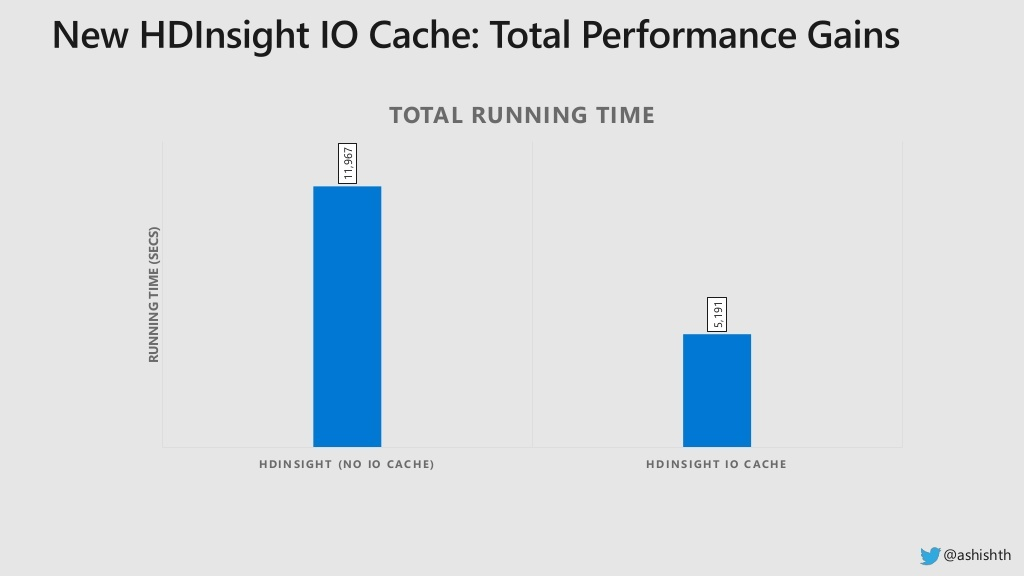 New HDInsight IO Cache: Total Performance Gains
TOTAL RUNNING TIME
RUNNING TIME (SECS)
11,967
5,191
HDINSIGHT (NO IO CACHE)
HDINSIGHT IO CACHE
@ashishth